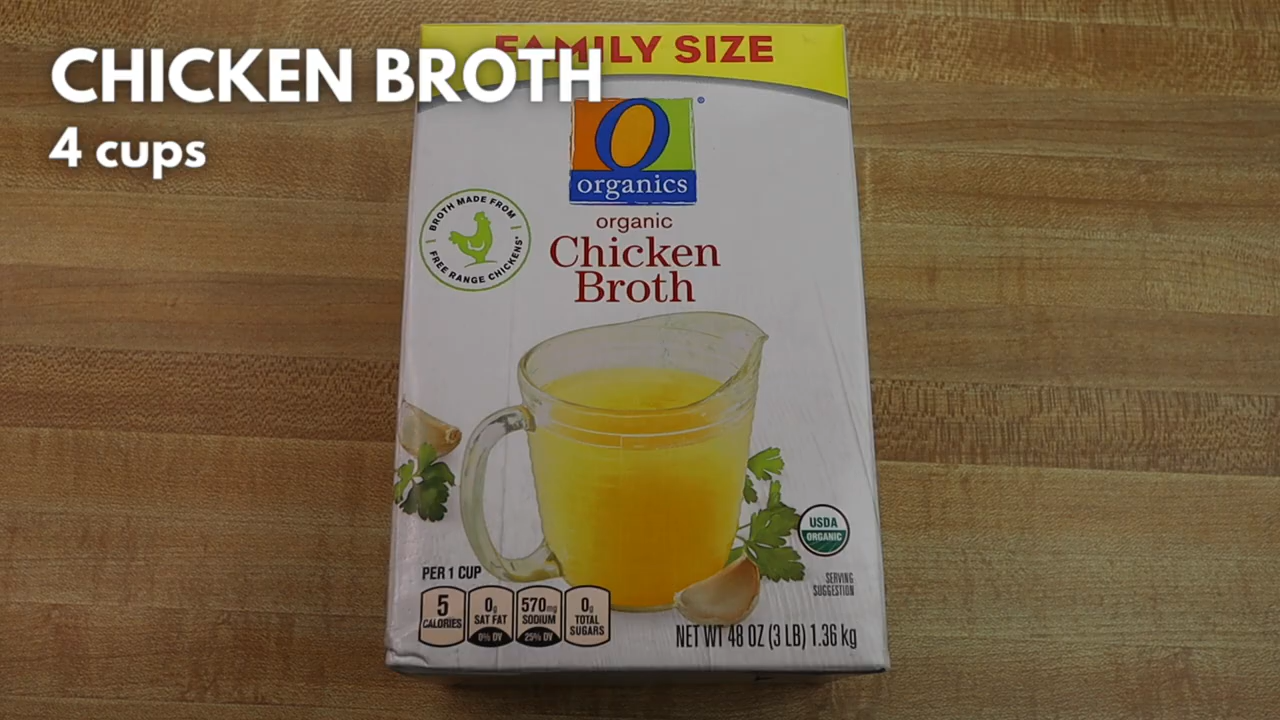 CHICKEN BROTH
4 cups
FAMILY SIZE
O
organics
organic
Chicken
Broth
BROTH MADE FROM
FREE RANGE CHICKENS*
USDA
ORGANIC
SERVING
SUGGESTION
PER 1 CUP
5
CALORIES
0g
SAT FAT
0% DV
570mg
SODIUM
25% DV
0g
TOTAL
SUGARS
NET WT 48 OZ (3 LB) 1.36 kg